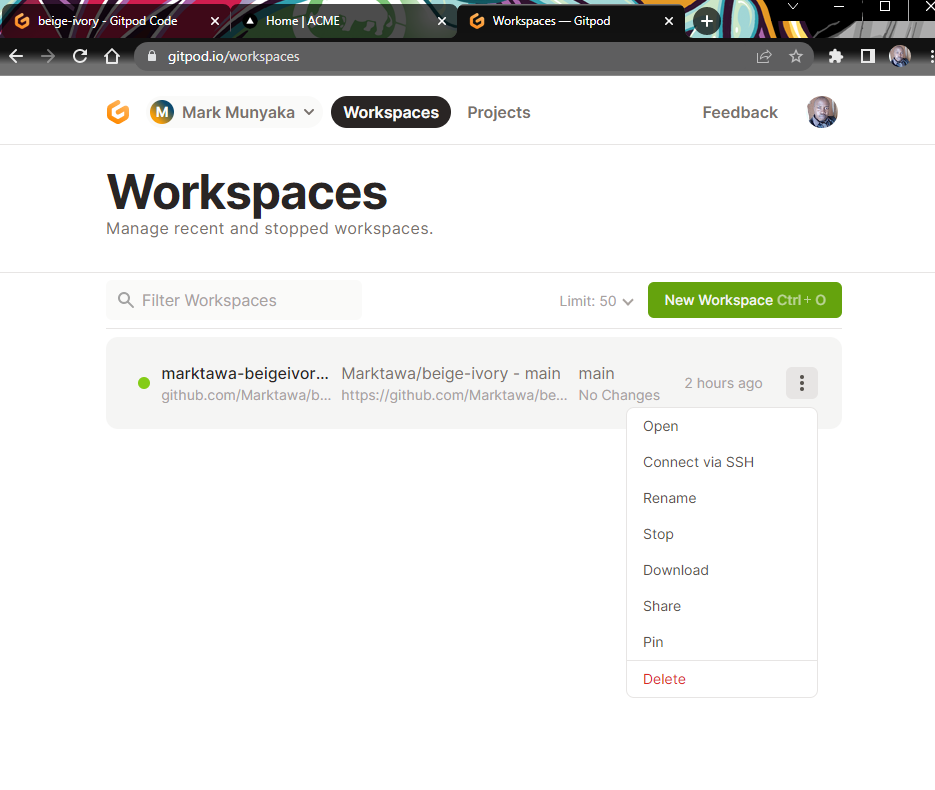 beige-ivory - Gitpod Code
Home | ACME
Workspaces — Gitpod
gitpod.io/workspaces
M Mark Munyaka
Workspaces
Projects
Feedback
Workspaces
Manage recent and stopped workspaces.
Filter Workspaces
Limit: 50
New Workspace Ctrl + O
marktawa-beigeivor...
Marktawa/beige-ivory - main
main
2 hours ago
github.com/Marktawa/b...
https://github.com/Marktawa/be...
No Changes
Open
Connect via SSH
Rename
Stop
Download
Share
Pin
Delete